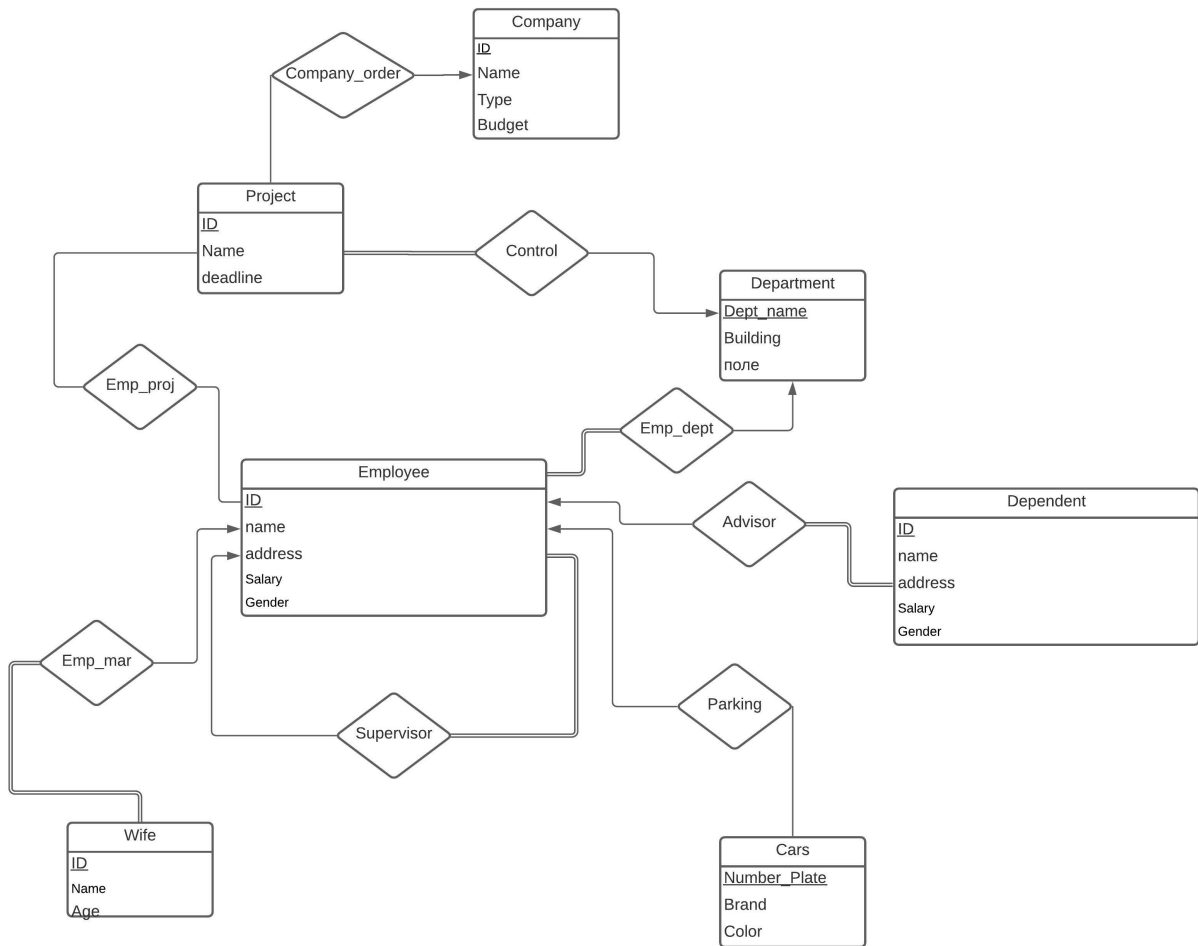 Company
ID
Name
Type
Budget
Company_order
Project
ID
Name
deadline
Control
Department
Dept_name
Building
поле
Emp_proj
Emp_dept
Employee
ID
name
address
Salary
Gender
Advisor
Dependent
ID
name
address
Salary
Gender
Emp_mar
Supervisor
Parking
Wife
ID
Name
Age
Cars
Number_Plate
Brand
Color